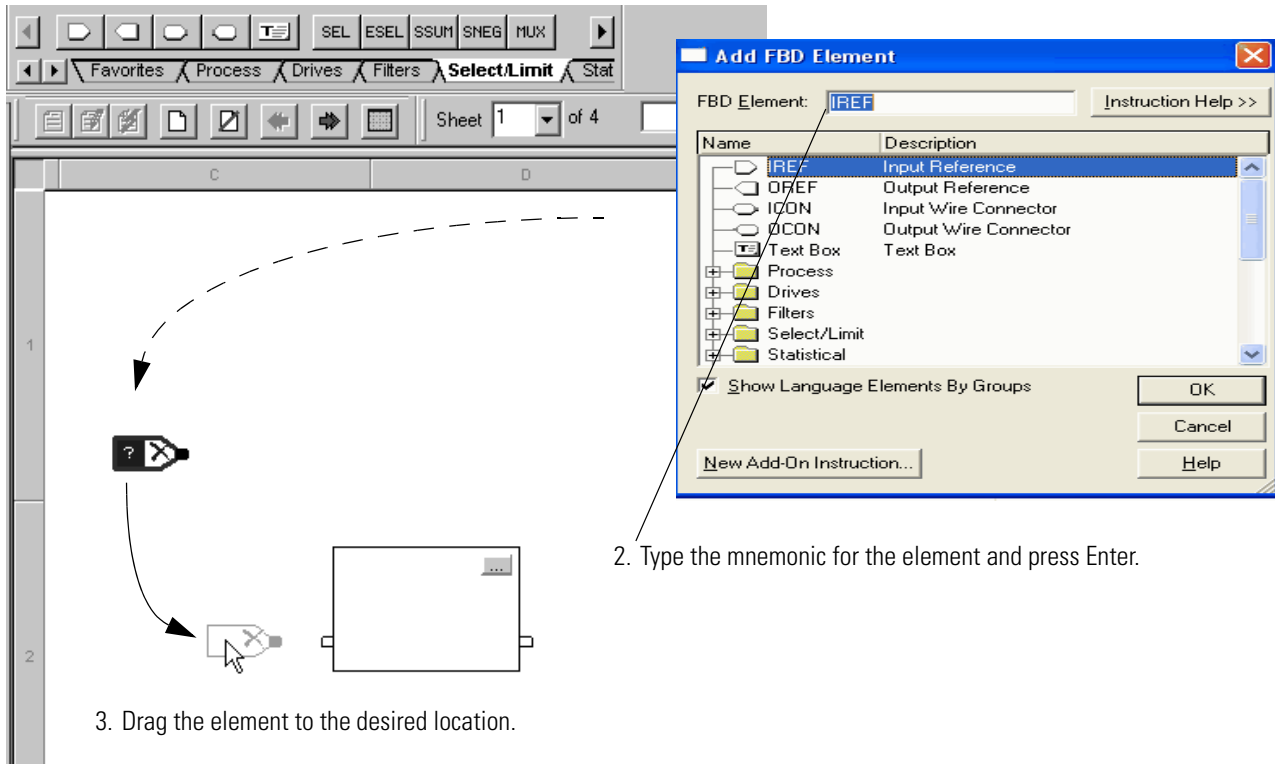 T SEL ESEL SSUM SNEG MUX
Favorites Process Drives Filters Select/Limit Stat
Sheet 1 of 4
C D
1
?
2
Add FBD Element
FBD Element: IREF Instruction Help >>
Name Description
IREF Input Reference
OREF Output Reference
ICON Input Wire Connector
OCON Output Wire Connector
T Text Box Text Box
Process
Drives
Filters
Select/Limit
Statistical
Show Language Elements By Groups
OK
Cancel
New Add-On Instruction... Help
...
2. Type the mnemonic for the element and press Enter.
3. Drag the element to the desired location.